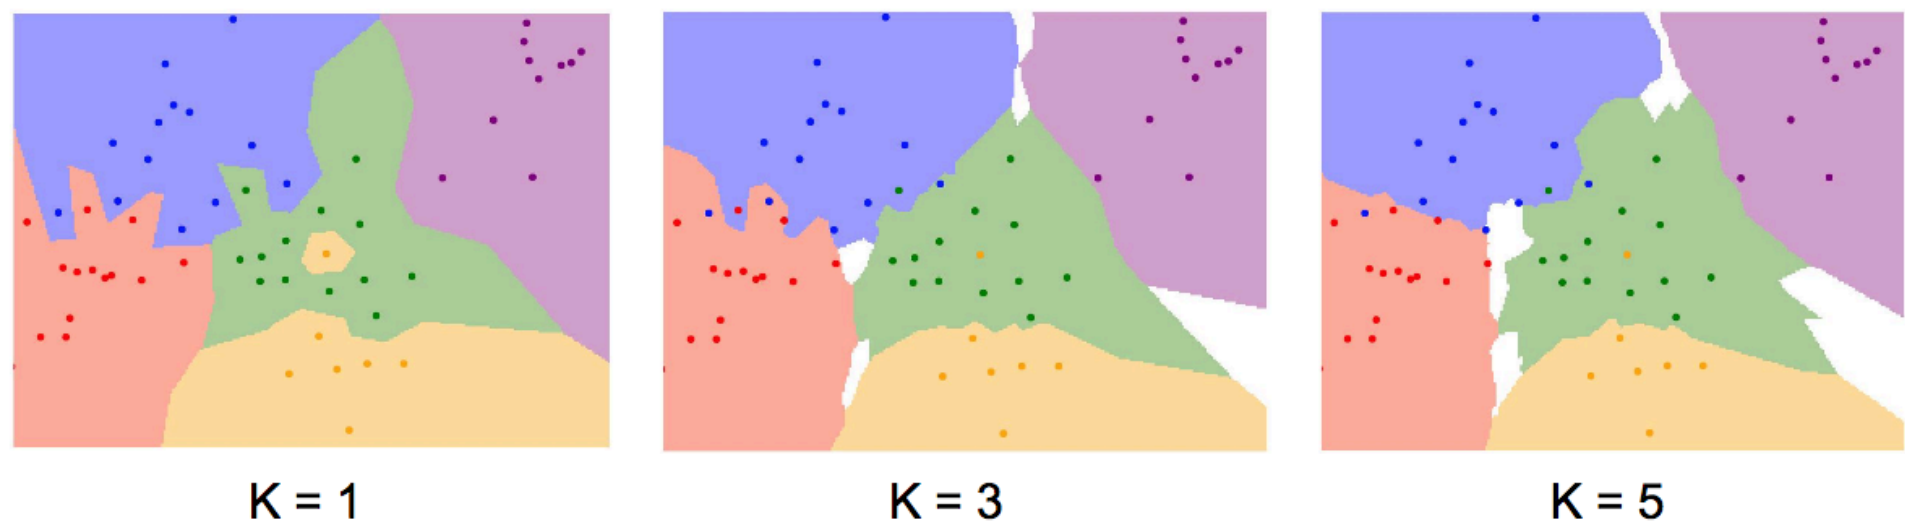 K = 1
K = 3
K = 5